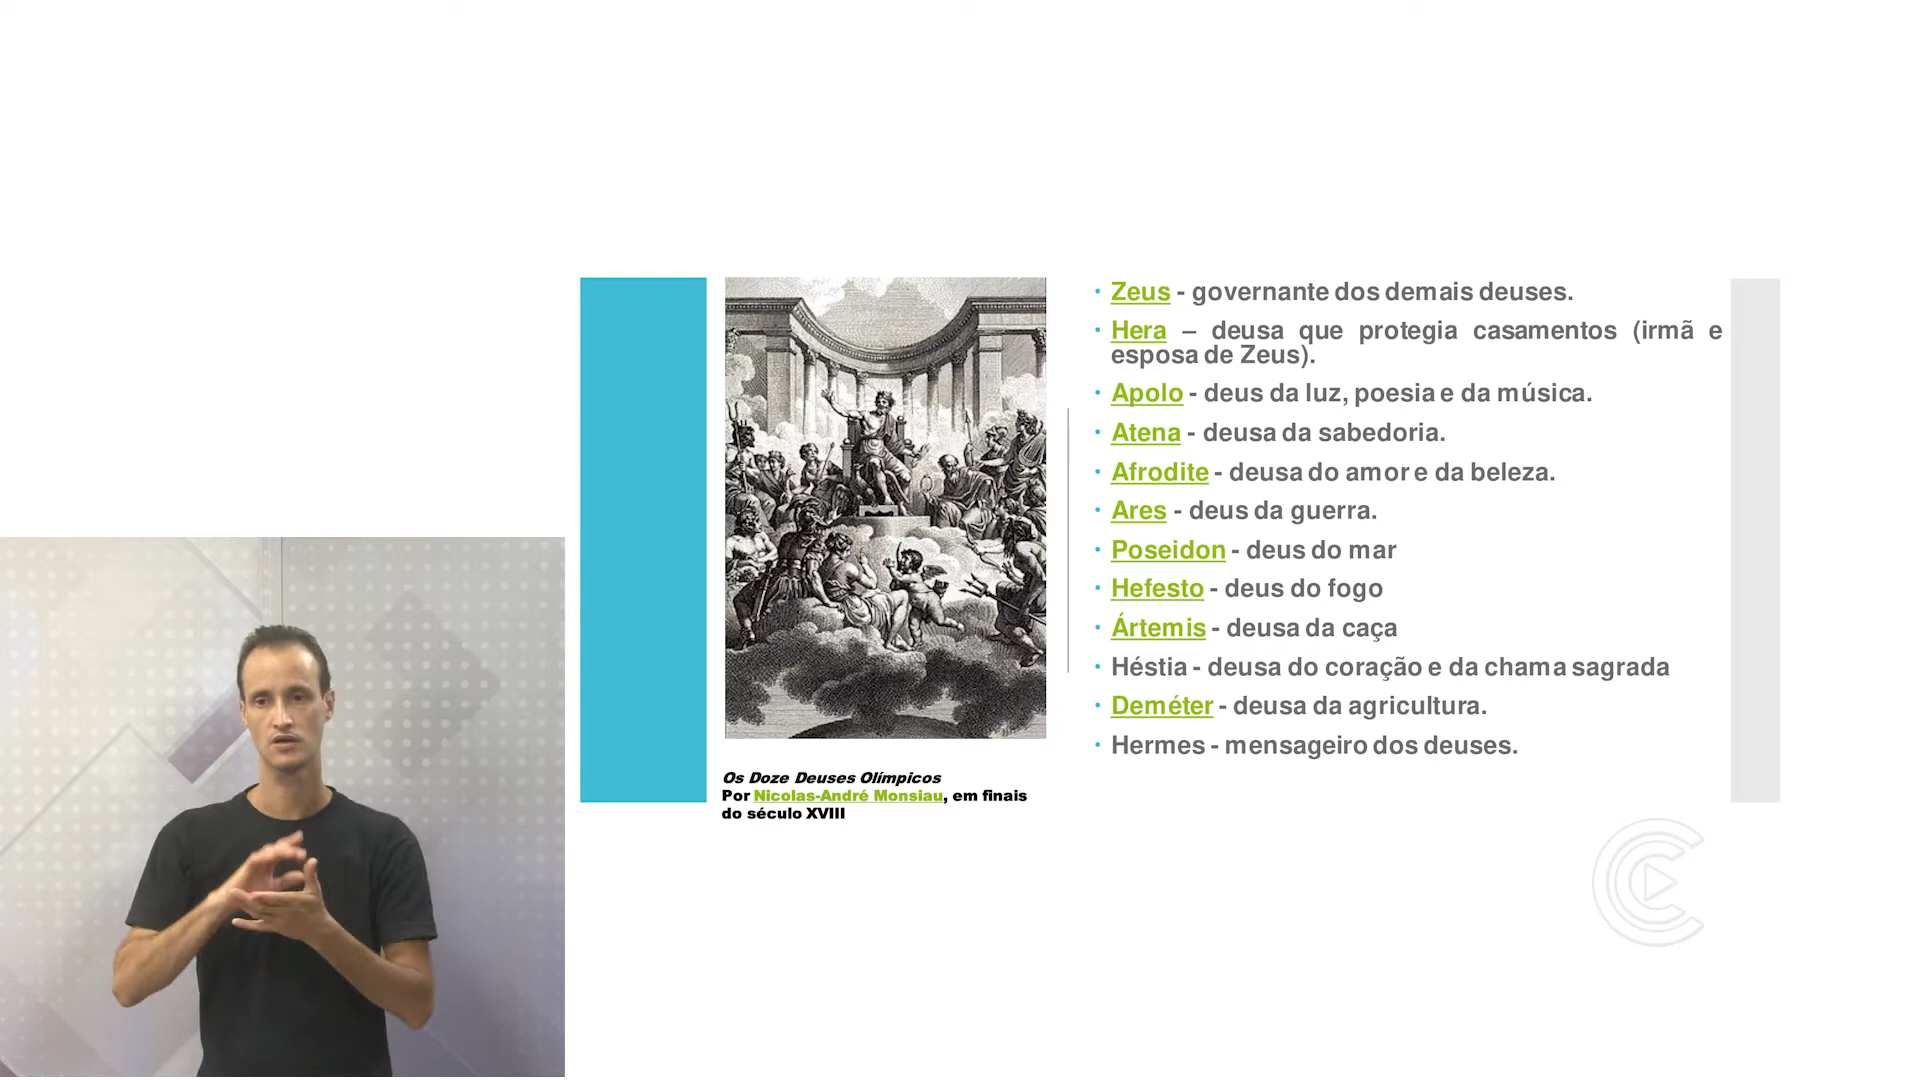 Zeus - governante dos demais deuses.
Hera – deusa que protegia casamentos (irmã e
esposa de Zeus).
Apolo - deus da luz, poesia e da música.
Atena - deusa da sabedoria.
Afrodite - deusa do amor e da beleza.
Ares - deus da guerra.
Poseidon - deus do mar
Hefesto - deus do fogo
Ártemis - deusa da caça
Héstia - deusa do coração e da chama sagrada
Deméter - deusa da agricultura.
Hermes - mensageiro dos deuses.
Os Doze Deuses Olímpicos
Por Nicolas-André Monsiau, em finais
do século XVIII